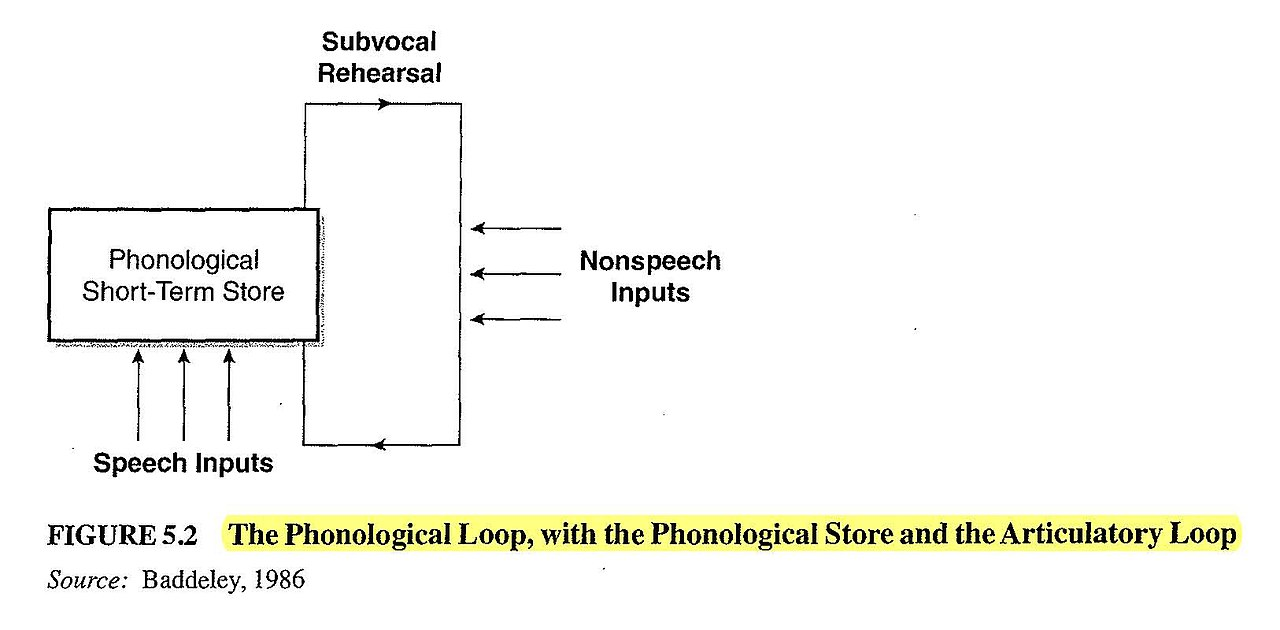 Subvocal
Rehearsal
Phonological
Short-Term Store
Nonspeech
Inputs
Speech Inputs
FIGURE 5.2 The Phonological Loop, with the Phonological Store and the Articulatory Loop
Source: Baddeley, 1986